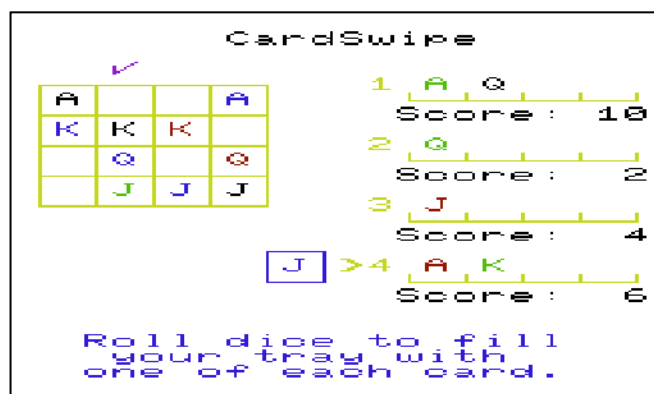 CardSwipe
✓
1 A Q
A A
Score: 10
K K K
2 Q
Q Q
Score: 2
J J J
3 J
Score: 4
J >4 A K
Score: 6
Roll dice to fill
your tray with
one of each card.